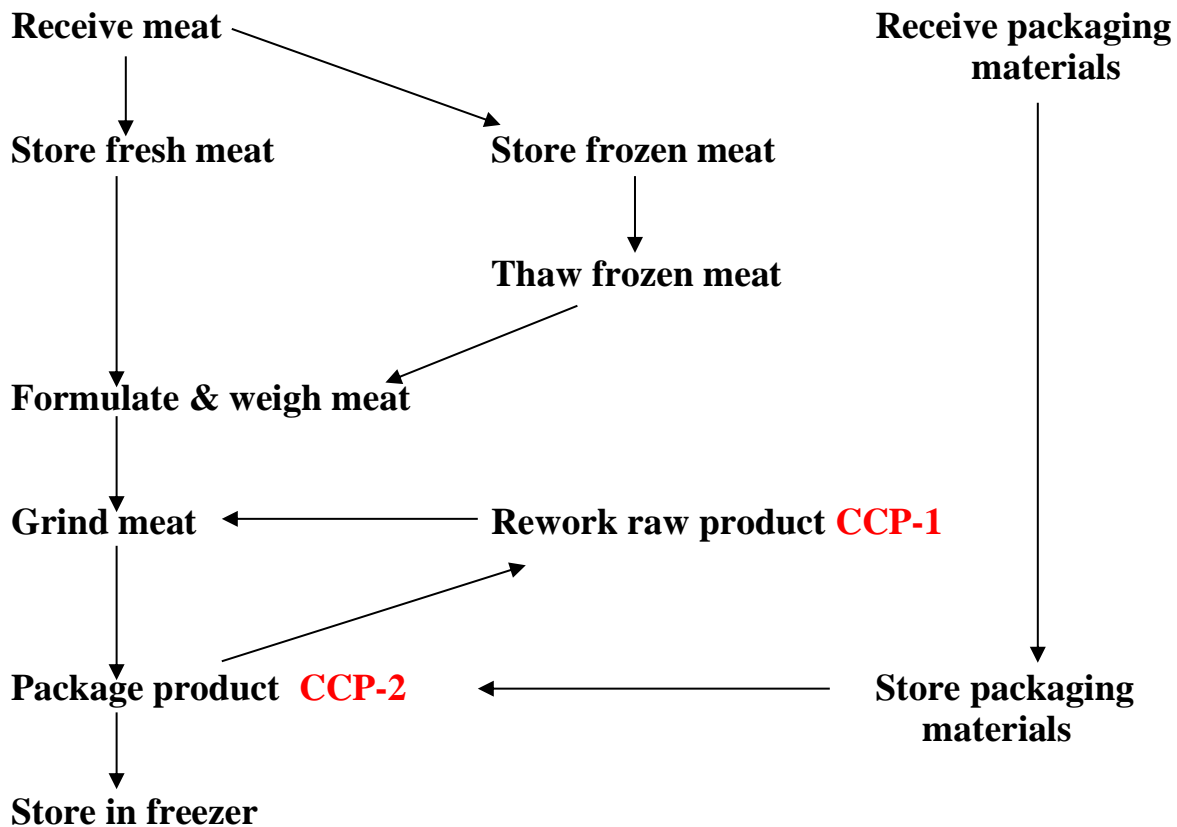 Receive meat
Receive packaging
materials
Store fresh meat
Store frozen meat
Thaw frozen meat
Formulate & weigh meat
Grind meat
Rework raw product CCP-1
Package product CCP-2
Store packaging
materials
Store in freezer